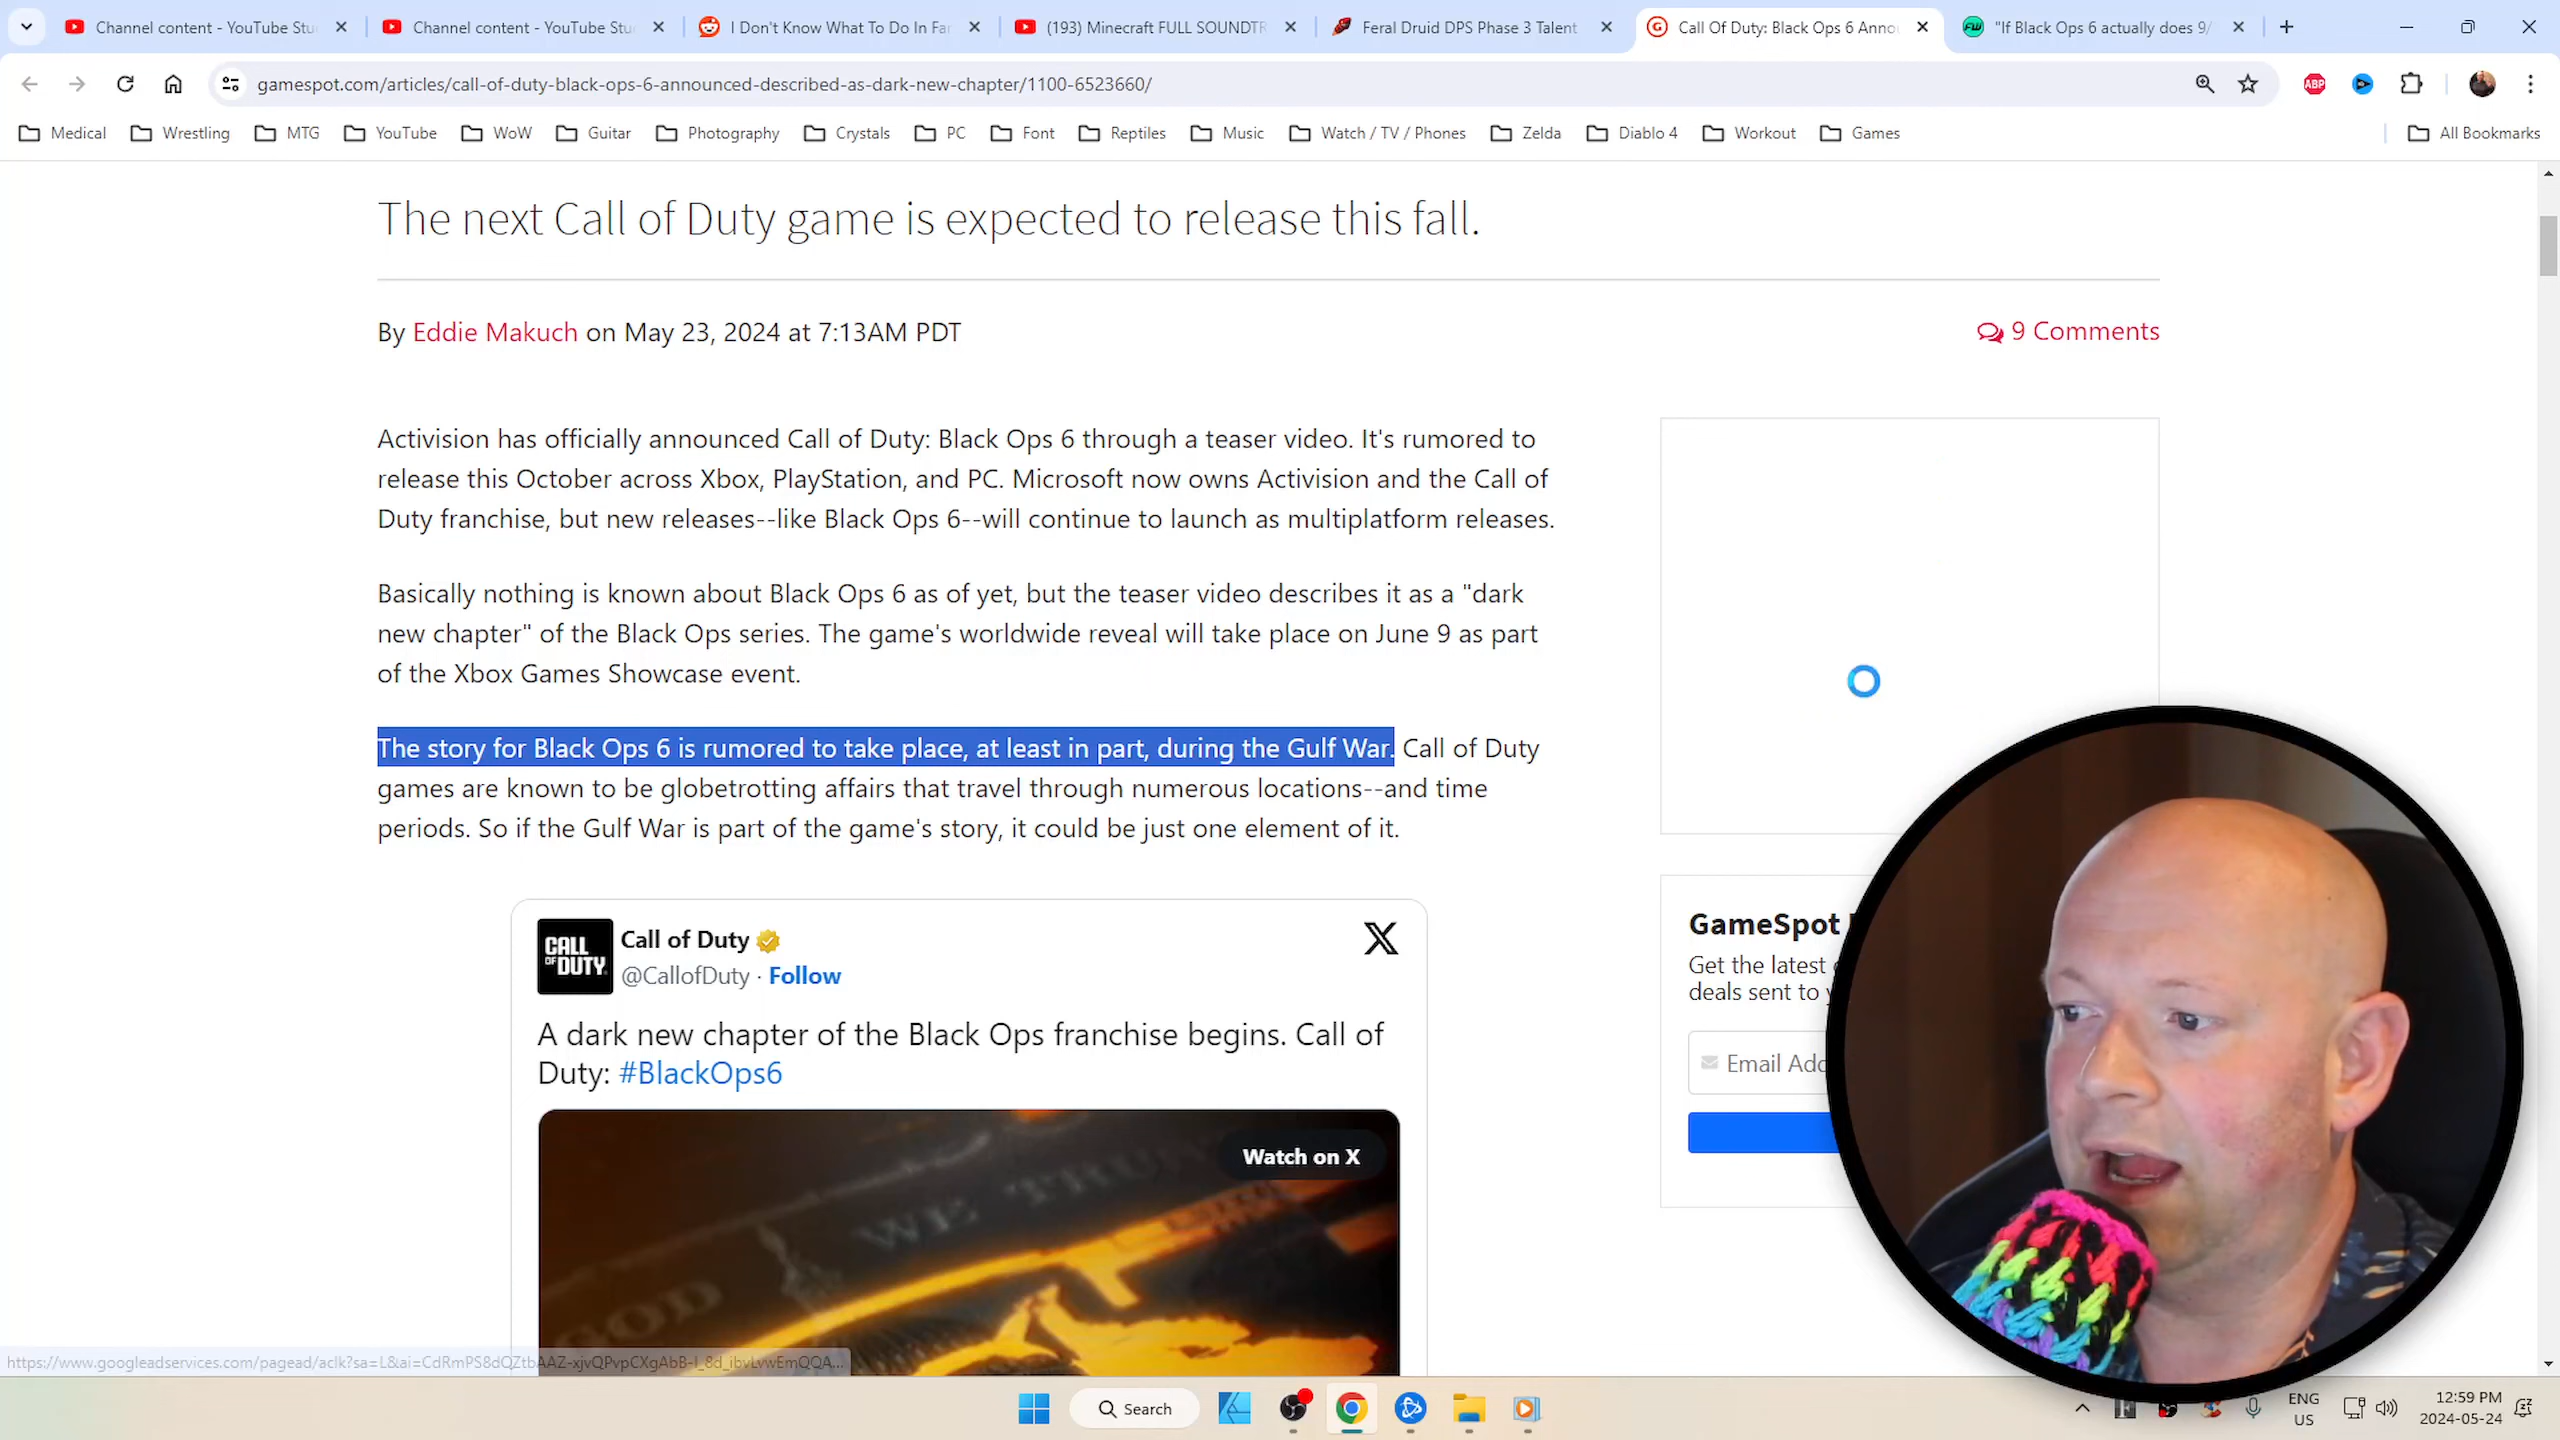 Channel content - YouTube Stu
Channel content - YouTube Stu
I Don't Know What To Do In Far
(193) Minecraft FULL SOUNDTR
Feral Druid DPS Phase 3 Talent
Call Of Duty: Black Ops 6 Anno
"If Black Ops 6 actually does 9/
gamespot.com/articles/call-of-duty-black-ops-6-announced-described-as-dark-new-chapter/1100-6523660/
ABP
Medical
Wrestling
MTG
YouTube
WoW
Guitar
Photography
Crystals
PC
Font
Reptiles
Music
Watch / TV / Phones
Zelda
Diablo 4
Workout
Games
All Bookmarks
The next Call of Duty game is expected to release this fall.
By Eddie Makuch on May 23, 2024 at 7:13AM PDT
9 Comments
Activision has officially announced Call of Duty: Black Ops 6 through a teaser video. It's rumored to
release this October across Xbox, PlayStation, and PC. Microsoft now owns Activision and the Call of
Duty franchise, but new releases--like Black Ops 6--will continue to launch as multiplatform releases.
Basically nothing is known about Black Ops 6 as of yet, but the teaser video describes it as a "dark
new chapter" of the Black Ops series. The game's worldwide reveal will take place on June 9 as part
of the Xbox Games Showcase event.
The story for Black Ops 6 is rumored to take place, at least in part, during the Gulf War. Call of Duty
games are known to be globetrotting affairs that travel through numerous locations--and time
periods. So if the Gulf War is part of the game's story, it could be just one element of it.
CALL OF DUTY
Call of Duty
@CallofDuty · Follow
A dark new chapter of the Black Ops franchise begins. Call of
Duty: #BlackOps6
Watch on X
WE TRU
GOD
GameSpot
Get the latest
deals sent to y
Email Add
Search
ENG
US
12:59 PM
2024-05-24